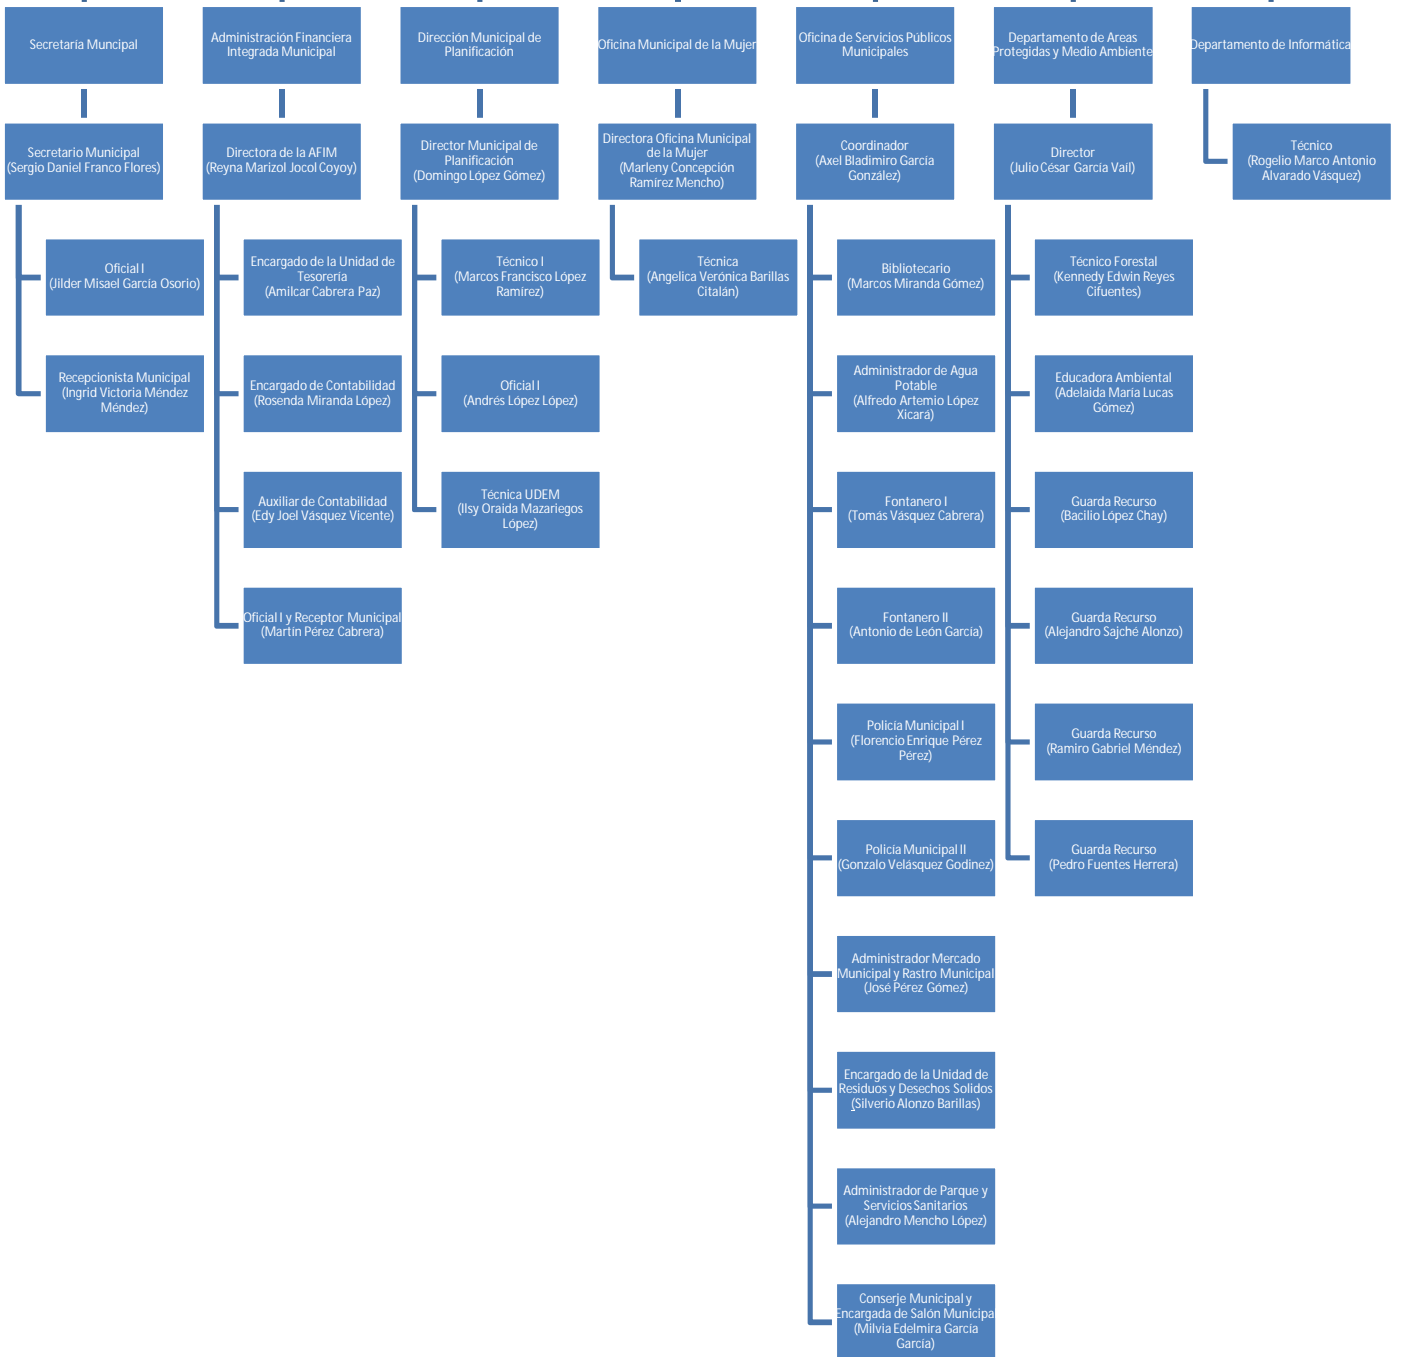 Secretaría Muncipal
Administración Financiera
Integrada Municipal
Dirección Municipal de
Planificación
Oficina Municipal de la Mujer
Oficina de Servicios Públicos
Municipales
Departamento de Areas
Protegidas y Medio Ambiente
Departamento de Informática
Secretario Municipal
(Sergio Daniel Franco Flores)
Directora de la AFIM
(Reyna Marizol Jocol Coyoy)
Director Municipal de
Planificación
(Domingo López Gómez)
Directora Oficina Municipal
de la Mujer
(Marleny Concepción
Ramírez Mencho)
Coordinador
(Axel Bladimiro García
González)
Director
(Julio César García Vail)
Técnico
(Rogelio Marco Antonio
Alvarado Vásquez)
Oficial I
(Jilder Misael García Osorio)
Recepcionista Municipal
(Ingrid Victoria Méndez
Méndez)
Encargado de la Unidad de
Tesorería
(Amilcar Cabrera Paz)
Encargado de Contabilidad
(Rosenda Miranda López)
Auxiliar de Contabilidad
(Edy Joel Vásquez Vicente)
Oficial I y Receptor Municipal
(Martín Pérez Cabrera)
Técnico I
(Marcos Francisco López
Ramírez)
Oficial I
(Andrés López López)
Técnica UDEM
(Ilsy Oraida Mazariegos
López)
Técnica
(Angelica Verónica Barillas
Citalán)
Bibliotecario
(Marcos Miranda Gómez)
Administrador de Agua
Potable
(Alfredo Artemio López
Xicará)
Fontanero I
(Tomás Vásquez Cabrera)
Fontanero II
(Antonio de León García)
Policía Municipal I
(Florencio Enrique Pérez
Pérez)
Policía Municipal II
(Gonzalo Velásquez Godinez)
Administrador Mercado
Municipal y Rastro Municipal
(José Pérez Gómez)
Encargado de la Unidad de
Residuos y Desechos Solidos
(Silverio Alonzo Barillas)
Administrador de Parque y
Servicios Sanitarios
(Alejandro Mencho López)
Conserje Municipal y
Encargada de Salón Municipal
(Milvia Edelmira García
García)
Técnico Forestal
(Kennedy Edwin Reyes
Cifuentes)
Educadora Ambiental
(Adelaida María Lucas
Gómez)
Guarda Recurso
(Bacilio López Chay)
Guarda Recurso
(Alejandro Sajché Alonzo)
Guarda Recurso
(Ramiro Gabriel Méndez)
Guarda Recurso
(Pedro Fuentes Herrera)